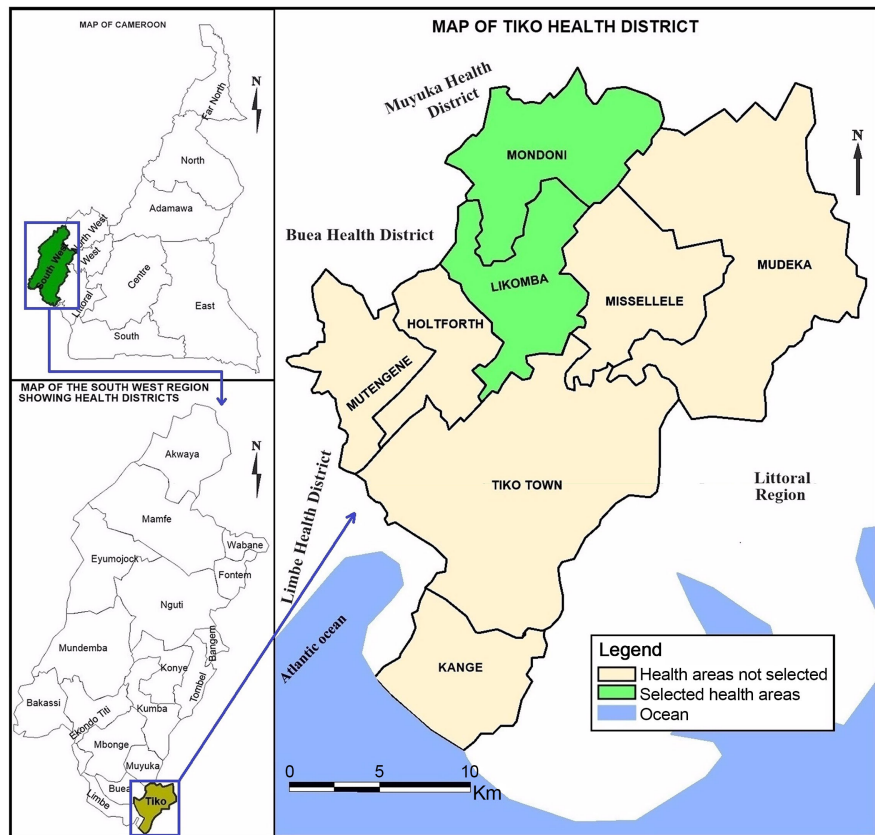 MAP OF CAMEROON
N
Far North
North
Adamawa
North West
West
South West
Littoral
Centre
East
South
MAP OF THE SOUTH WEST REGION
SHOWING HEALTH DISTRICTS
N
Akwaya
Mamfe
Wabane
Eyumojock
Fontem
Nguti
Bangem
Mundemba
Konye
Tombel
Bakassi
Ekondo Titi
Kumba
Mbonge
Muyuka
Buea
Limbe
Tiko
MAP OF TIKO HEALTH DISTRICT
Muyuka Health
District
N
MONDONI
Buea Health District
MUDEKA
LIKOMBA
MISSELLELE
HOLTFORTH
MUTENGENE
TIKO TOWN
Littoral
Region
Limbe Health District
Atlantic ocean
KANGE
Legend
Health areas not selected
Selected health areas
Ocean
0 5 10
Km